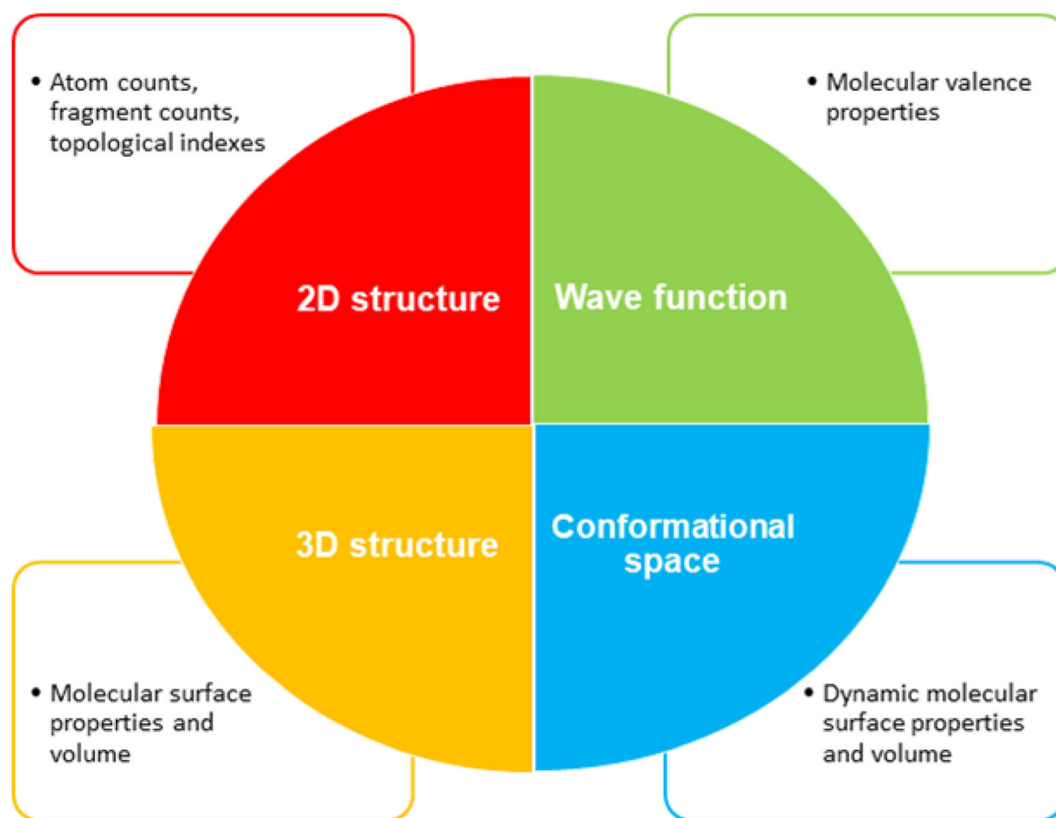 • Atom counts,
fragment counts,
topological indexes
• Molecular valence
properties
2D structure
Wave function
3D structure
Conformational
space
• Molecular surface
properties and
volume
• Dynamic molecular
surface properties
and volume